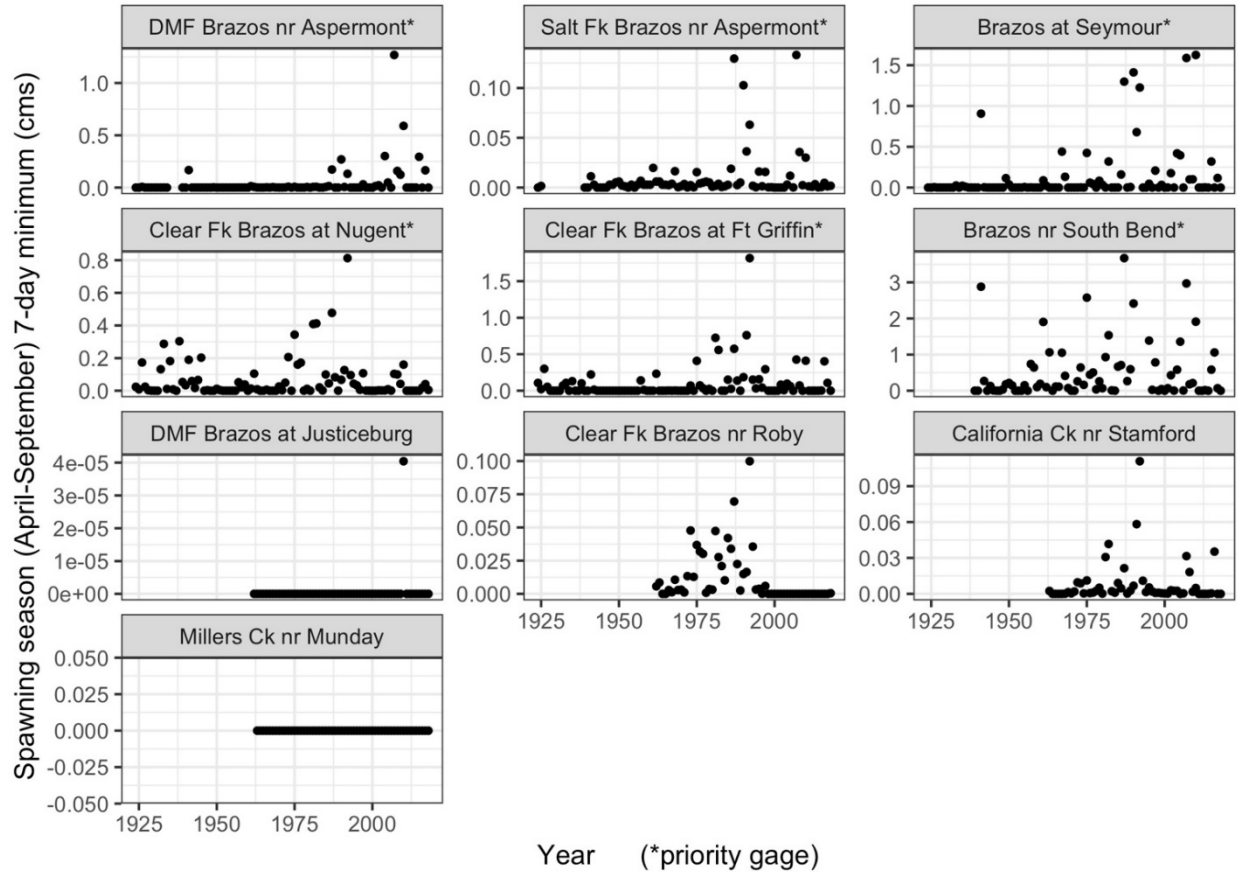 Spawning season (April-September) 7-day minimum (cms)
DMF Brazos nr Aspermont*
1.0
0.5
0.0
Salt Fk Brazos nr Aspermont*
0.10
0.05
0.00
Brazos at Seymour*
1.5
1.0
0.5
0.0
Clear Fk Brazos at Nugent*
0.8
0.6
0.4
0.2
0.0
Clear Fk Brazos at Ft Griffin*
1.5
1.0
0.5
0.0
Brazos nr South Bend*
3
2
1
0
DMF Brazos at Justiceburg
4e-05
3e-05
2e-05
1e-05
0e+00
Clear Fk Brazos nr Roby
0.100
0.075
0.050
0.025
0.000
1925 1950 1975 2000
California Ck nr Stamford
0.09
0.06
0.03
0.00
1925 1950 1975 2000
Millers Ck nr Munday
0.050
0.025
0.000
-0.025
-0.050
1925 1950 1975 2000
Year (*priority gage)